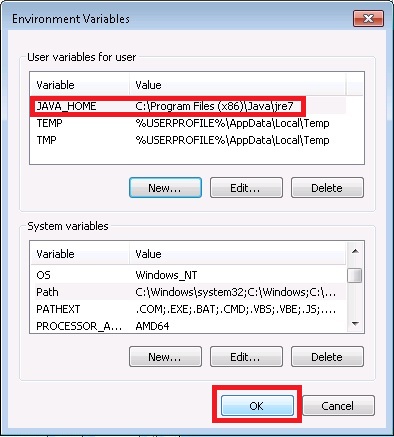 Environment Variables
User variables for user
Variable Value
JAVA_HOME C:\Program Files (x86)\Java\jre7
TEMP %USERPROFILE%\AppData\Local\Temp
TMP %USERPROFILE%\AppData\Local\Temp
New... Edit... Delete
System variables
Variable Value
OS Windows_NT
Path C:\Windows\system32;C:\Windows;C:\...
PATHEXT .COM;.EXE;.BAT;.CMD;.VBS;.VBE;.JS;....
PROCESSOR_A... AMD64
New... Edit... Delete
OK Cancel